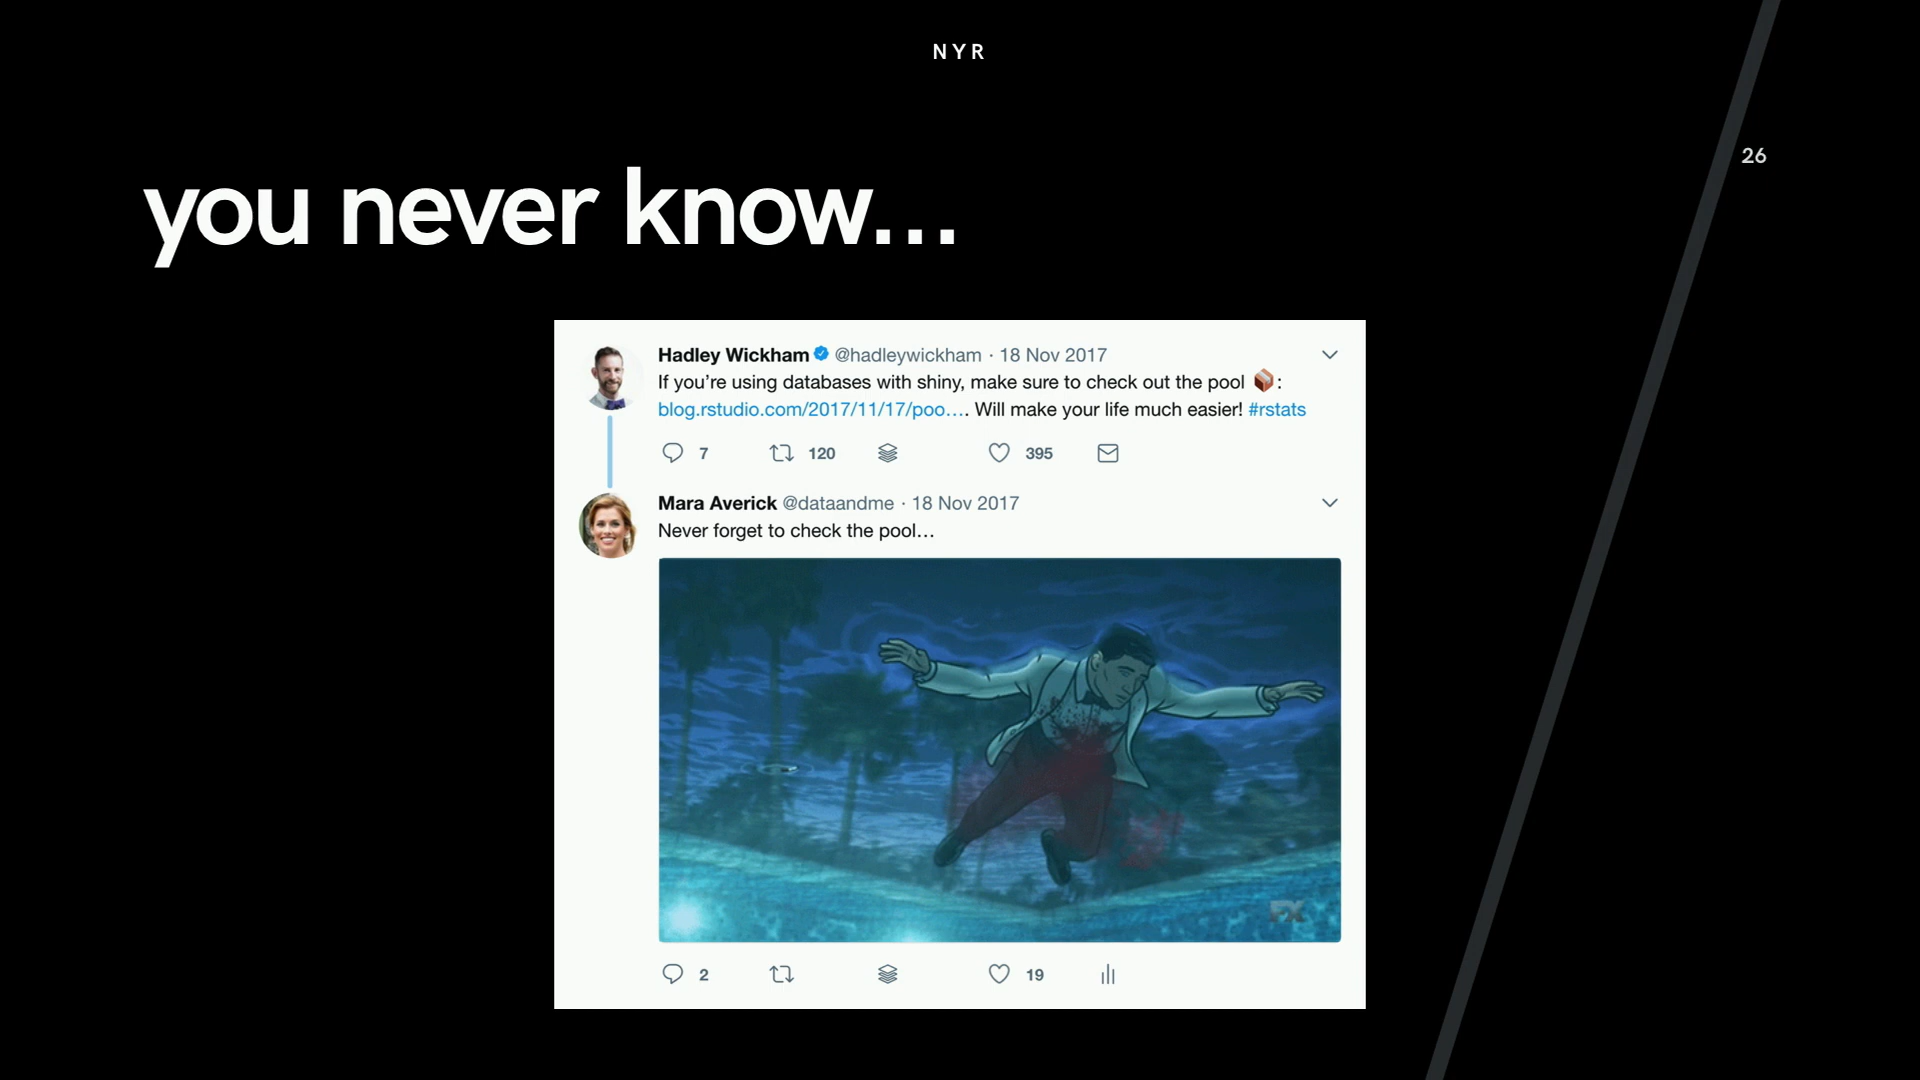 NYR
26
you never know...
Hadley Wickham @hadleywickham · 18 Nov 2017
If you’re using databases with shiny, make sure to check out the pool 📦:
blog.rstudio.com/2017/11/17/poo…. Will make your life much easier! #rstats
7 120 395
Mara Averick @dataandme · 18 Nov 2017
Never forget to check the pool…
FX
2 19